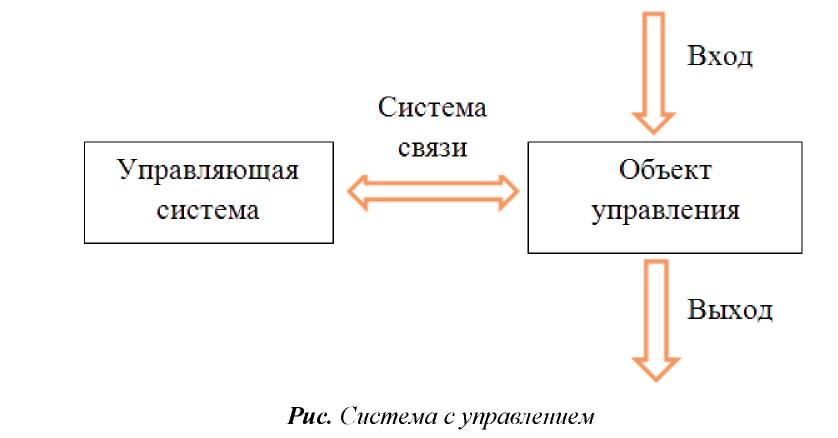 Вход
Система
связи
Управляющая
система
Объект
управления
Выход
Рис. Система с управлением